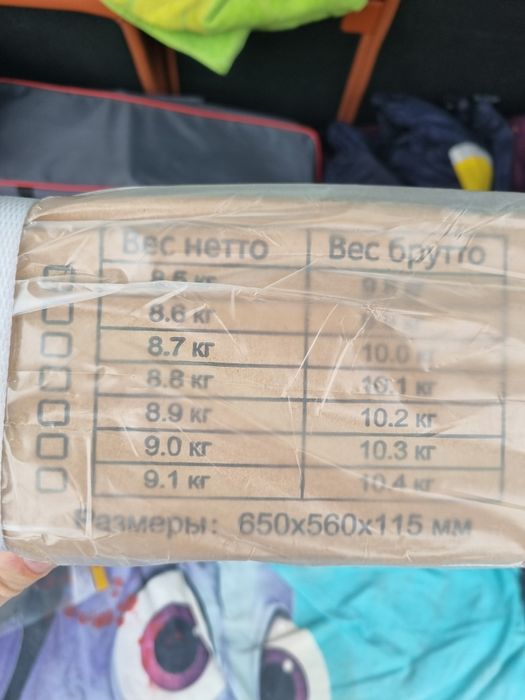 Вес нетто Вес брутто
8.5 кг
8.6 кг
8.7 кг 10.0 кг
8.8 кг 10.1 кг
8.9 кг 10.2 кг
9.0 кг 10.3 кг
9.1 кг 10.4 кг
Размеры: 650x560x115 мм